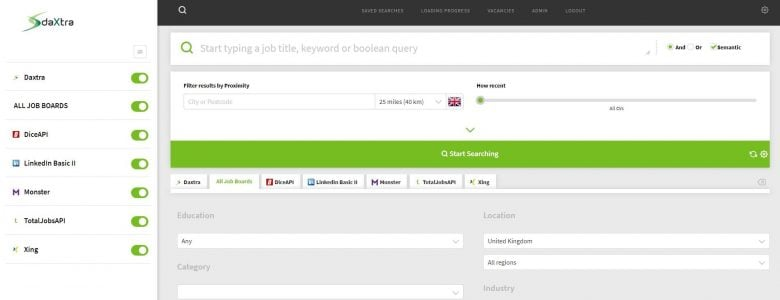 daXtra
Daxtra
ALL JOB BOARDS
DiceAPI
LinkedIn Basic II
Monster
TotalJobsAPI
Xing
SAVED SEARCHES LOADING PROGRESS VACANCIES ADMIN LOGOUT
Start typing a job title, keyword or boolean query
And Or Semantic
Filter results by Proximity
How recent
City or Postcode
25 miles (40 km)
All CVs
Start Searching
Daxtra All Job Boards DiceAPI LinkedIn Basic II Monster TotalJobsAPI Xing
Education
Location
Any
United Kingdom
All regions
Category
Industry